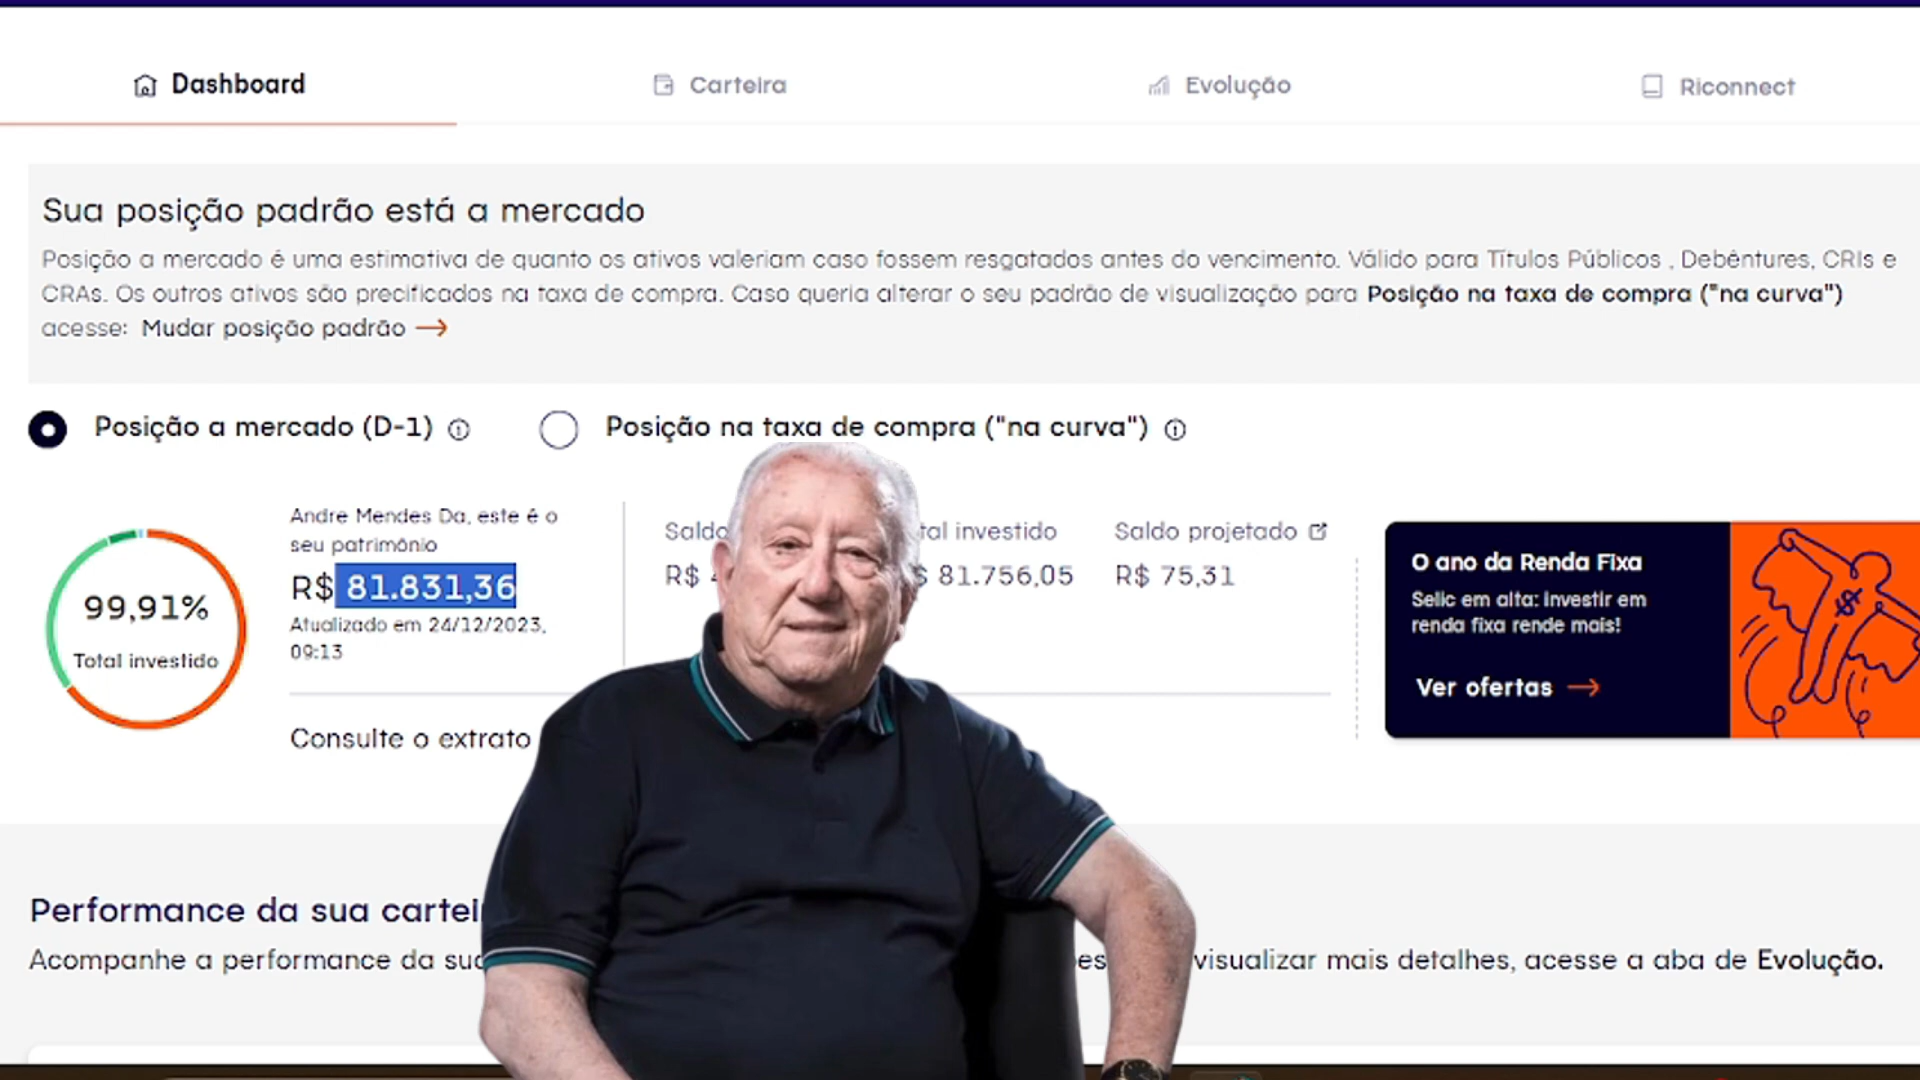 Dashboard
Carteira
Evolução
Riconnect
Sua posição padrão está a mercado
Posição a mercado é uma estimativa de quanto os ativos valeriam caso fossem resgatados antes do vencimento. Válido para Títulos Públicos , Debêntures, CRIs e
CRAs. Os outros ativos são precificados na taxa de compra. Caso queria alterar o seu padrão de visualização para Posição na taxa de compra ("na curva")
acesse: Mudar posição padrão
Posição a mercado (D-1)
Posição na taxa de compra ("na curva")
99,91%
Total investido
Andre Mendes Da, este é o
seu patrimônio
R$ 81.831,36
Atualizado em 24/12/2023,
09:13
Saldo
R$
tal investido
$ 81.756,05
Saldo projetado
R$ 75,31
Consulte o extrato
O ano da Renda Fixa
Selic em alta: investir em
renda fixa rende mais!
Ver ofertas
Performance da sua cartei
Acompanhe a performance da sua visualizar mais detalhes, acesse a aba de Evolução.